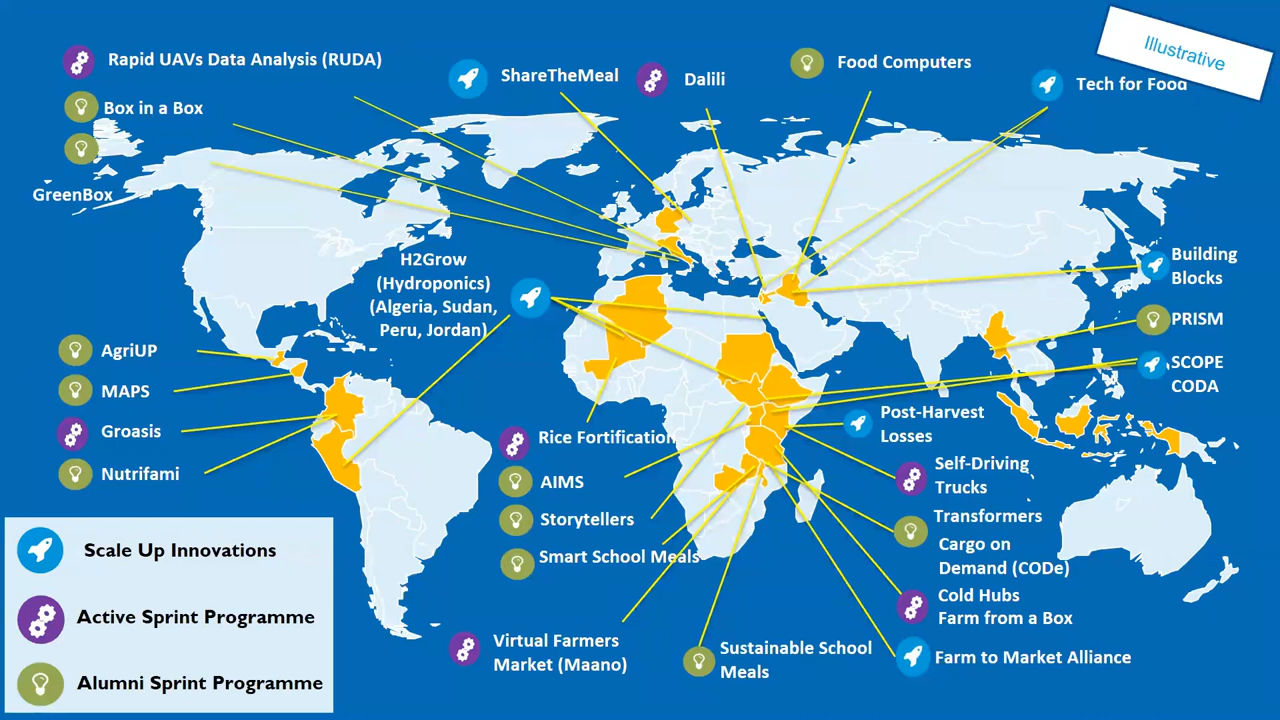 Illustrative
Rapid UAVs Data Analysis (RUDA)
ShareTheMeal
Dalili
Food Computers
Tech for Food
Box in a Box
GreenBox
H2Grow
(Hydroponics)
(Algeria, Sudan,
Peru, Jordan)
Building
Blocks
PRISM
SCOPE
CODA
AgriUP
MAPS
Groasis
Nutrifami
Post-Harvest
Losses
Rice Fortification
AIMS
Storytellers
Smart School Meals
Self-Driving
Trucks
Transformers
Cargo on
Demand (CODe)
Cold Hubs
Farm from a Box
Virtual Farmers
Market (Maano)
Sustainable School
Meals
Farm to Market Alliance
Scale Up Innovations
Active Sprint Programme
Alumni Sprint Programme